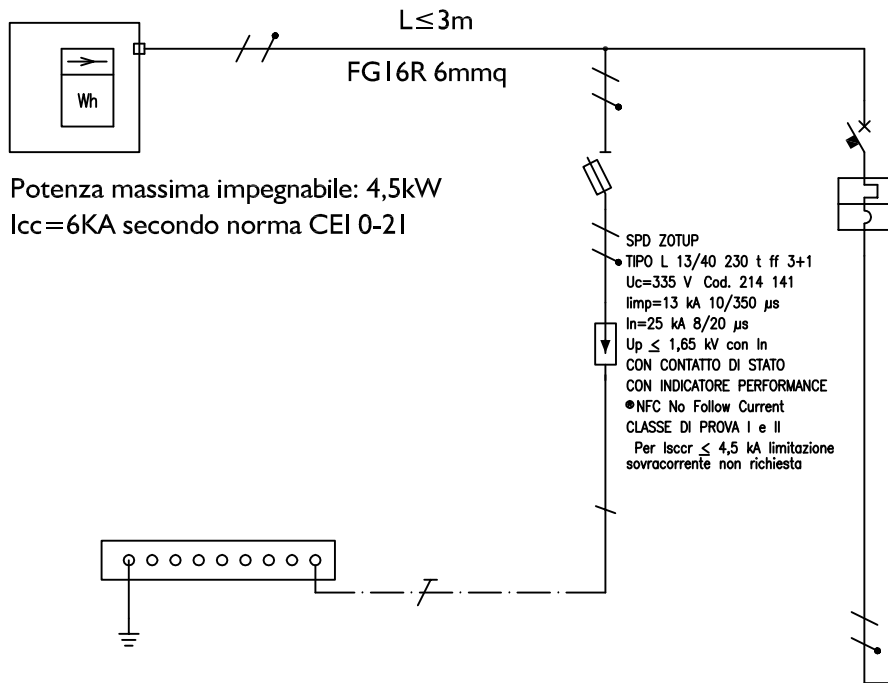 L≤3m
FG16R 6mmq
Wh
Potenza massima impegnabile: 4,5kW
Icc=6KA secondo norma CEI 0-21
SPD ZOTUP
TIPO L 13/40 230 t ff 3+1
Uc=335 V Cod. 214 141
Iimp=13 kA 10/350 µs
In=25 kA 8/20 µs
Up ≤ 1,65 kV con In
CON CONTATTO DI STATO
CON INDICATORE PERFORMANCE
®NFC No Follow Current
CLASSE DI PROVA I e II
Per Isccr ≤ 4,5 kA limitazione
sovracorrente non richiesta